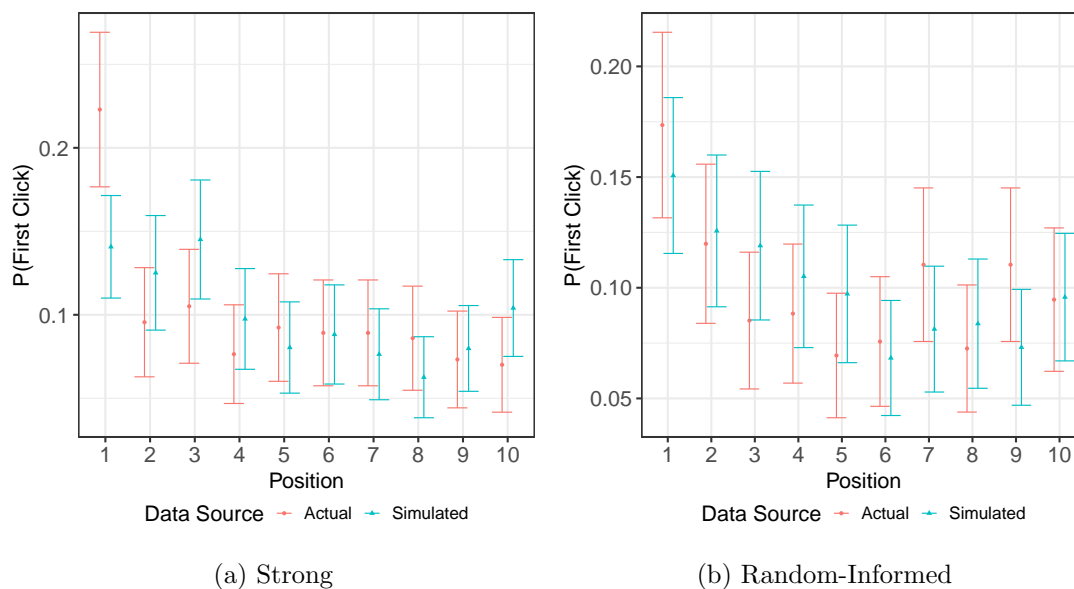 P(First Click)
0.2
0.1
1 2 3 4 5 6 7 8 9 10
Position
Data Source Actual Simulated
(a) Strong
P(First Click)
0.20
0.15
0.10
0.05
1 2 3 4 5 6 7 8 9 10
Position
Data Source Actual Simulated
(b) Random-Informed